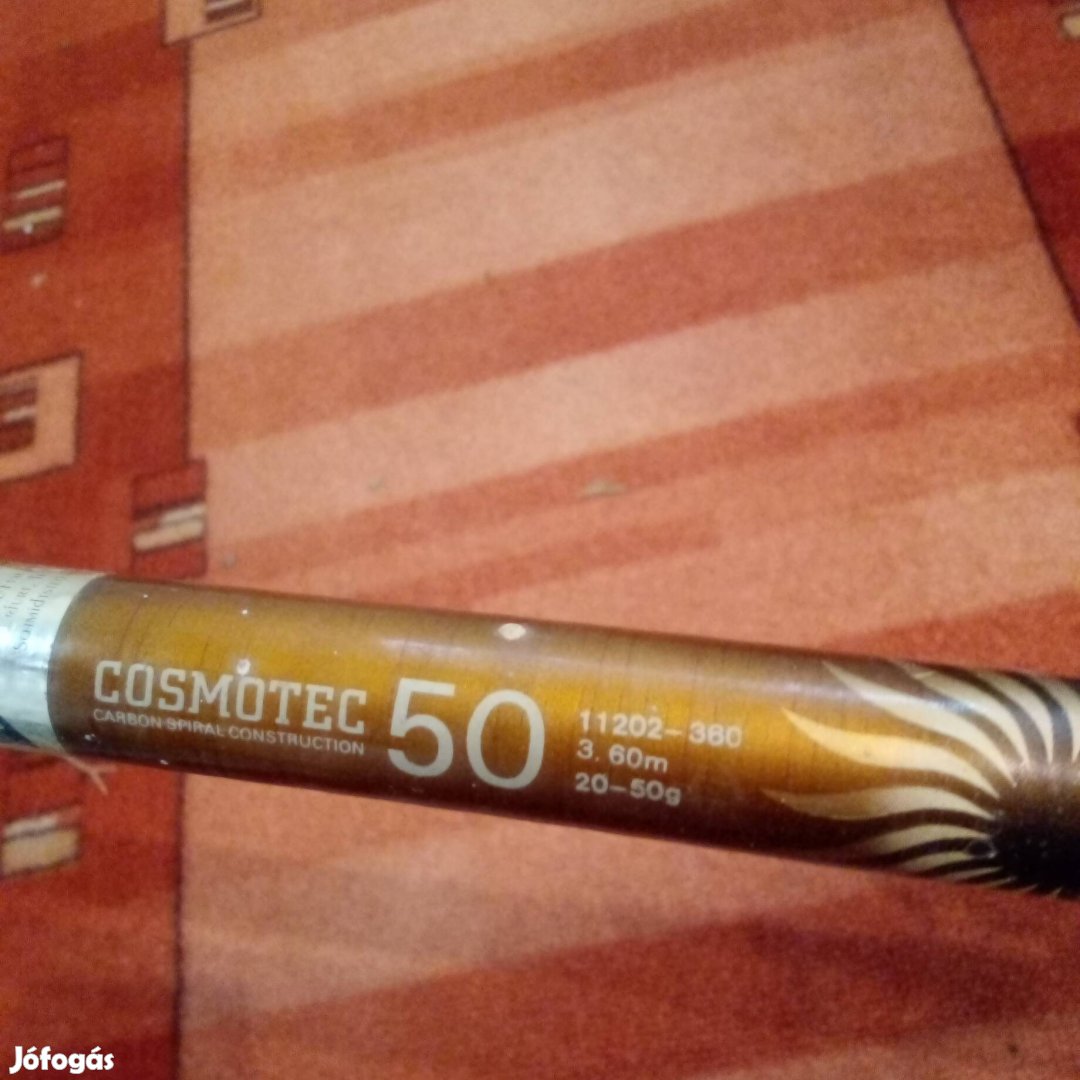 COSMOTEC
CARBON SPIRAL CONSTRUCTION
50
11202-360
3.60m
20-50g
Jófogás